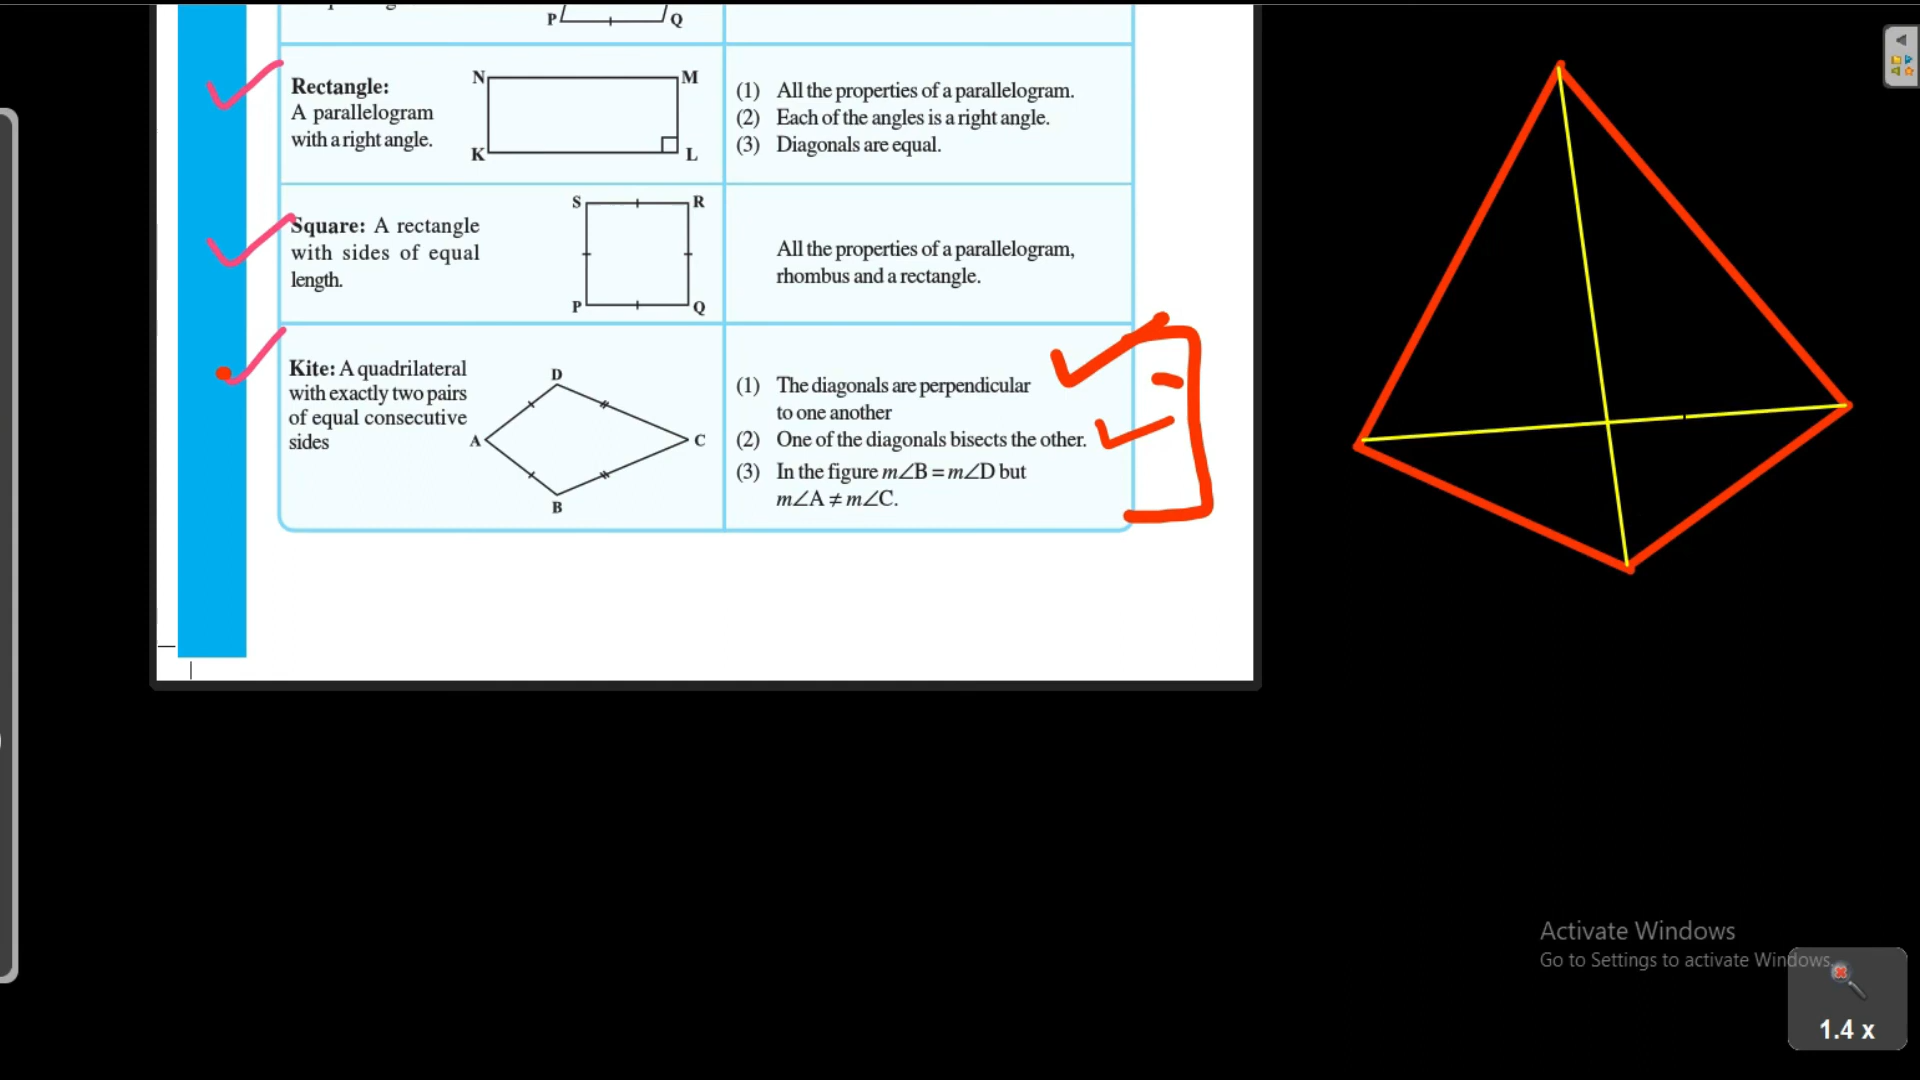 P Q
Rectangle:
A parallelogram
with a right angle.
N M
K L
(1) All the properties of a parallelogram.
(2) Each of the angles is a right angle.
(3) Diagonals are equal.
Square: A rectangle
with sides of equal
length.
S R
P Q
All the properties of a parallelogram,
rhombus and a rectangle.
Kite: A quadrilateral
with exactly two pairs
of equal consecutive
sides
D
A C
B
(1) The diagonals are perpendicular
to one another
(2) One of the diagonals bisects the other.
(3) In the figure m∠B = m∠D but
m∠A ≠ m∠C.
Activate Windows
Go to Settings to activate Windows.
1.4 x